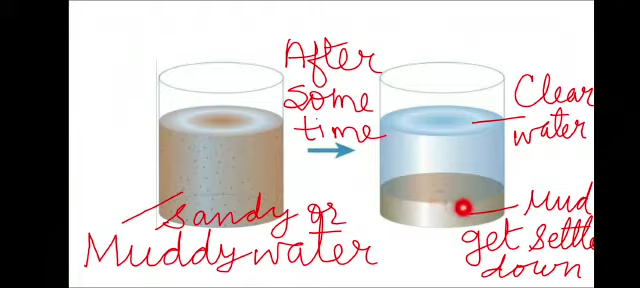 After
some
time
Clear
water
Sandy or
Muddy water
Mud
get settle
down